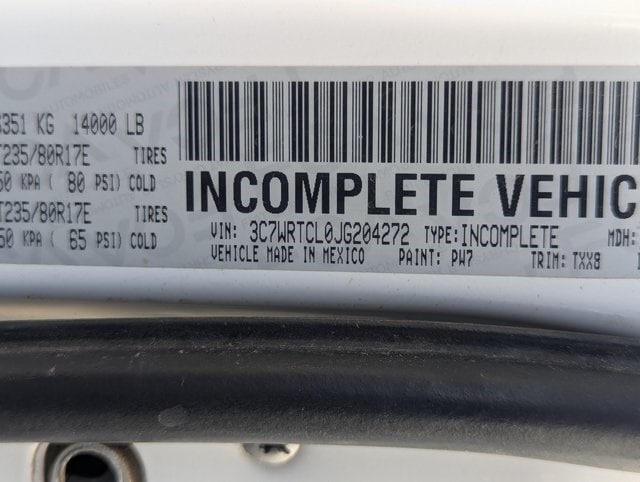 6351 KG 14000 LB
T235/80R17E TIRES
50 KPA ( 80 PSI) COLD
T235/80R17E TIRES
50 KPA ( 65 PSI) COLD
INCOMPLETE VEHIC
VIN: 3C7WRTCL0JG204272 TYPE:INCOMPLETE MDH:
VEHICLE MADE IN MEXICO PAINT: PW7 TRIM: TXX8